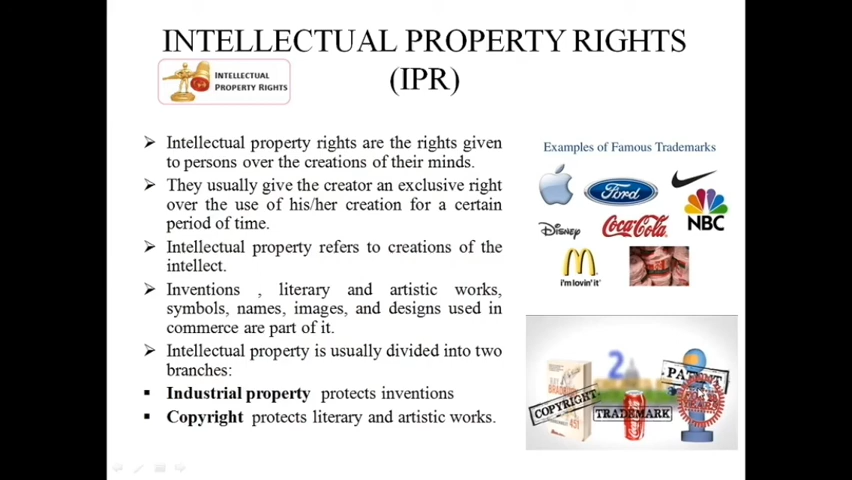 INTELLECTUAL PROPERTY RIGHTS
(IPR)
INTELLECTUAL
PROPERTY RIGHTS
Intellectual property rights are the rights given
to persons over the creations of their minds.
They usually give the creator an exclusive right
over the use of his/her creation for a certain
period of time.
Intellectual property refers to creations of the
intellect.
Inventions , literary and artistic works,
symbols, names, images, and designs used in
commerce are part of it.
Intellectual property is usually divided into two
branches:
Industrial property protects inventions
Copyright protects literary and artistic works.
Examples of Famous Trademarks
Ford
NBC
Disney
Coca-Cola
i'm lovin' it
2
COPYRIGHT
451
TRADEMARK
PATENT
YEARS